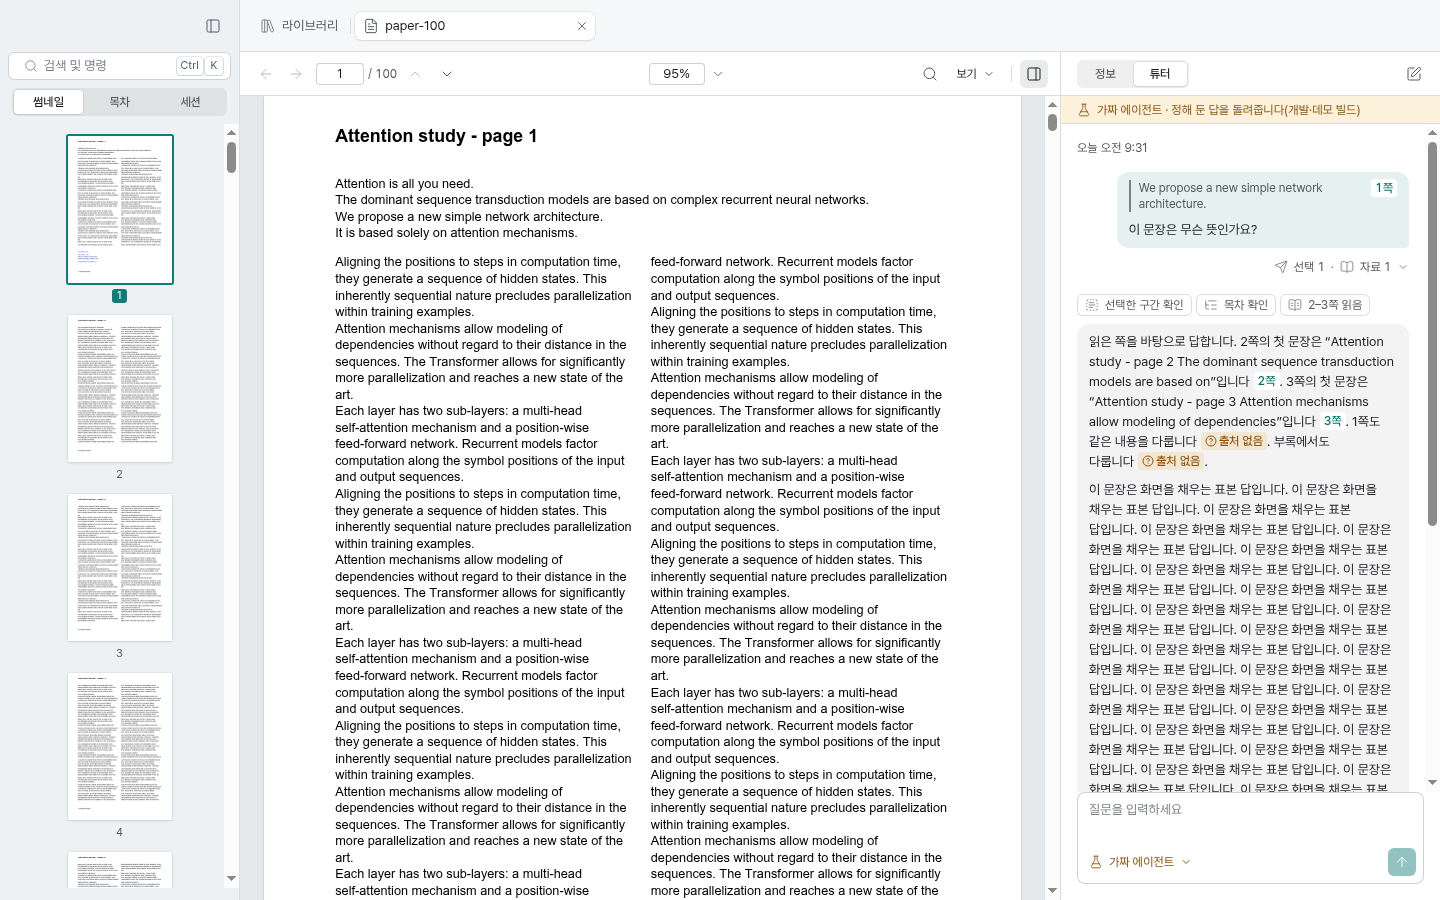 라이브러리
paper-100
검색 및 명령
Ctrl
K
썸네일
목차
세션
1
2
3
4
1
/ 100
95%
보기
Attention study - page 1
Attention is all you need.
The dominant sequence transduction models are based on complex recurrent neural networks.
We propose a new simple network architecture.
It is based solely on attention mechanisms.
Aligning the positions to steps in computation time,
they generate a sequence of hidden states. This
inherently sequential nature precludes parallelization
within training examples.
Attention mechanisms allow modeling of
dependencies without regard to their distance in the
sequences. The Transformer allows for significantly
more parallelization and reaches a new state of the
art.
Each layer has two sub-layers: a multi-head
self-attention mechanism and a position-wise
feed-forward network. Recurrent models factor
computation along the symbol positions of the input
and output sequences.
Aligning the positions to steps in computation time,
they generate a sequence of hidden states. This
inherently sequential nature precludes parallelization
within training examples.
Attention mechanisms allow modeling of
dependencies without regard to their distance in the
sequences. The Transformer allows for significantly
more parallelization and reaches a new state of the
art.
Each layer has two sub-layers: a multi-head
self-attention mechanism and a position-wise
feed-forward network. Recurrent models factor
computation along the symbol positions of the input
and output sequences.
Aligning the positions to steps in computation time,
they generate a sequence of hidden states. This
inherently sequential nature precludes parallelization
within training examples.
Attention mechanisms allow modeling of
dependencies without regard to their distance in the
sequences. The Transformer allows for significantly
more parallelization and reaches a new state of the
art.
Each layer has two sub-layers: a multi-head
self-attention mechanism and a position-wise
feed-forward network. Recurrent models factor
computation along the symbol positions of the input
and output sequences.
Aligning the positions to steps in computation time,
they generate a sequence of hidden states. This
inherently sequential nature precludes parallelization
within training examples.
Attention mechanisms allow modeling of
dependencies without regard to their distance in the
sequences. The Transformer allows for significantly
more parallelization and reaches a new state of the
art.
Each layer has two sub-layers: a multi-head
self-attention mechanism and a position-wise
feed-forward network. Recurrent models factor
computation along the symbol positions of the input
and output sequences.
Aligning the positions to steps in computation time,
they generate a sequence of hidden states. This
inherently sequential nature precludes parallelization
within training examples.
Attention mechanisms allow modeling of
dependencies without regard to their distance in the
sequences. The Transformer allows for significantly
more parallelization and reaches a new state of the
art.
Each layer has two sub-layers: a multi-head
self-attention mechanism and a position-wise
feed-forward network. Recurrent models factor
computation along the symbol positions of the input
and output sequences.
Aligning the positions to steps in computation time,
they generate a sequence of hidden states. This
inherently sequential nature precludes parallelization
within training examples.
Attention mechanisms allow modeling of
dependencies without regard to their distance in the
sequences. The Transformer allows for significantly
more parallelization and reaches a new state of the
정보
튜터
가짜 에이전트 · 정해 둔 답을 돌려줍니다(개발·데모 빌드)
오늘 오전 9:31
We propose a new simple network
architecture.
1쪽
이 문장은 무슨 뜻인가요?
선택 1 · 자료 1
선택한 구간 확인
목차 확인
2–3쪽 읽음
읽은 쪽을 바탕으로 답합니다. 2쪽의 첫 문장은 “Attention
study - page 2 The dominant sequence transduction
models are based on”입니다 2쪽 . 3쪽의 첫 문장은
“Attention study - page 3 Attention mechanisms
allow modeling of dependencies”입니다 3쪽 . 1쪽도
같은 내용을 다룹니다 출처 없음 . 부록에서도
다룹니다 출처 없음 .
이 문장은 화면을 채우는 표본 답입니다. 이 문장은 화면을
채우는 표본 답입니다. 이 문장은 화면을 채우는 표본
답입니다. 이 문장은 화면을 채우는 표본 답입니다. 이 문장은
화면을 채우는 표본 답입니다. 이 문장은 화면을 채우는 표본
답입니다. 이 문장은 화면을 채우는 표본 답입니다. 이 문장은
화면을 채우는 표본 답입니다. 이 문장은 화면을 채우는 표본
답입니다. 이 문장은 화면을 채우는 표본 답입니다. 이 문장은
화면을 채우는 표본 답입니다. 이 문장은 화면을 채우는 표본
답입니다. 이 문장은 화면을 채우는 표본 답입니다. 이 문장은
화면을 채우는 표본 답입니다. 이 문장은 화면을 채우는 표본
답입니다. 이 문장은 화면을 채우는 표본 답입니다. 이 문장은
화면을 채우는 표본 답입니다. 이 문장은 화면을 채우는 표본
답입니다. 이 문장은 화면을 채우는 표본 답입니다. 이 문장은
화면을 채우는 표본 답입니다. 이 문장은 화면을 채우는 표본
답입니다. 이 문장은 화면을 채우는 표본 답입니다. 이 문장은
화면을 채우는 표본 답입니다. 이 문장은 화면을 채우는 표본
질문을 입력하세요
가짜 에이전트